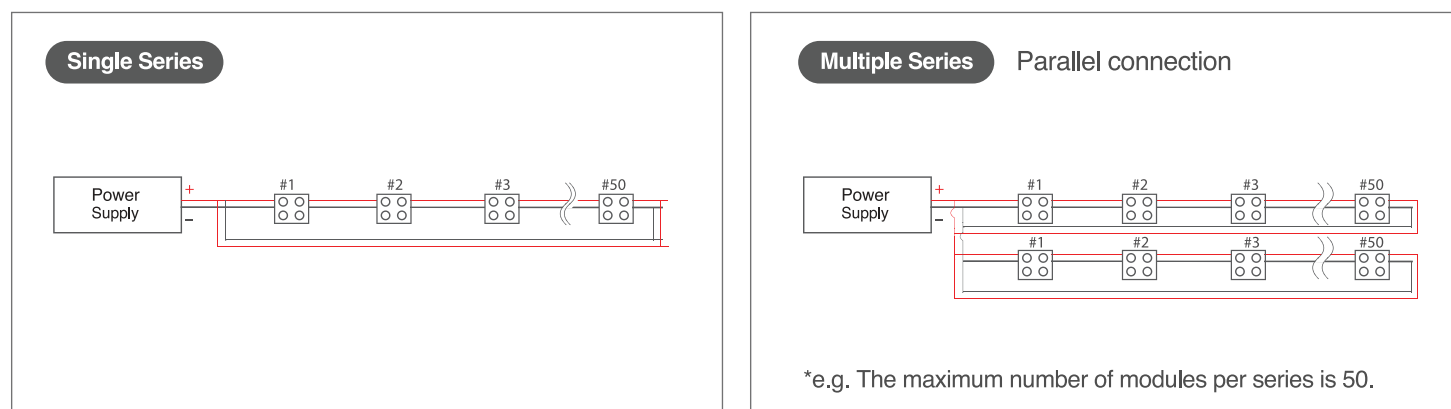 Single Series
Power
Supply
+
−
#1
#2
#3
#50
Multiple Series
Parallel connection
Power
Supply
+
−
#1
#2
#3
#50
#1
#2
#3
#50
*e.g. The maximum number of modules per series is 50.